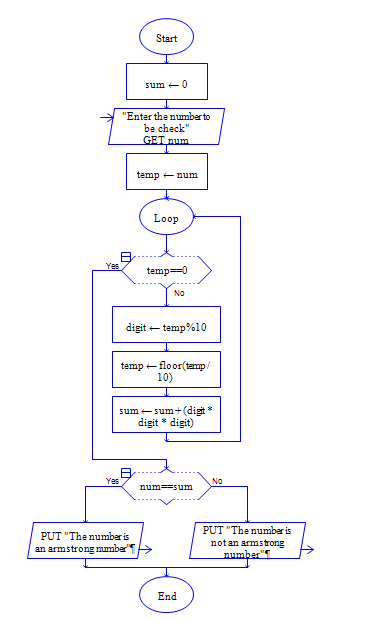 Start
sum ← 0
"Enter the number to
be check"
GET num
temp ← num
Loop
Yes
temp==0
No
digit ← temp%10
temp ← floor(temp/
10)
sum ← sum+(digit *
digit * digit)
Yes
num==sum
No
PUT "The number is
an armstrong number"¶
PUT "The number is
not an armstrong
number"¶
End